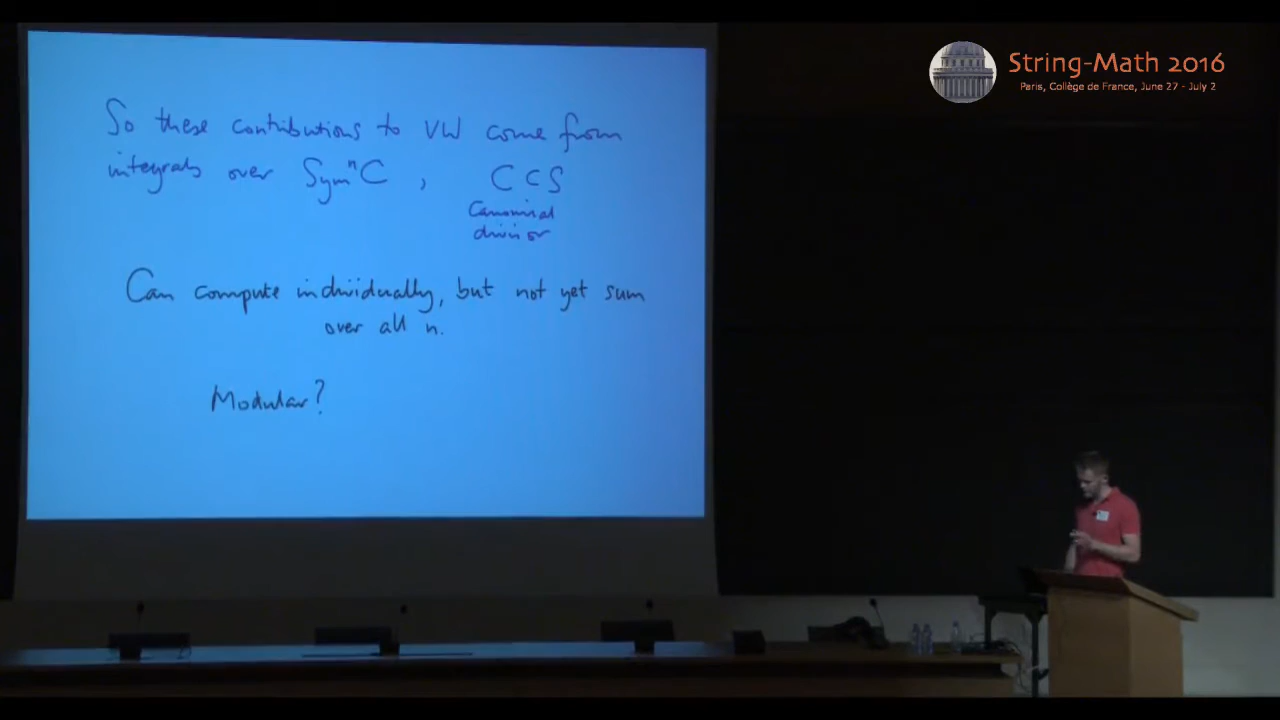 String-Math 2016
Paris, Collège de France, June 27 - July 2
So these contributions to VW come from
integrals over SymⁿC , C ⊂ S
Canonical
divisor
Can compute individually, but not yet sum
over all n.
Modular?